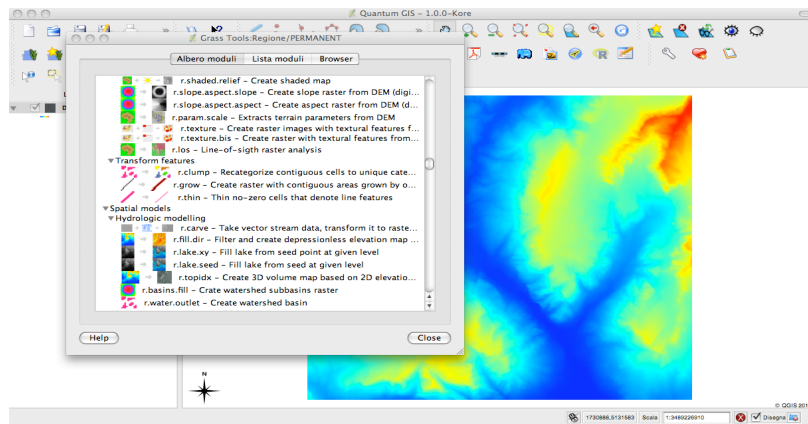 Quantum GIS – 1.0.0–Kore
Grass Tools:Regione/PERMANENT
Albero moduli
Lista moduli
Browser
r.shaded.relief – Create shaded map
r.slope.aspect.slope – Create slope raster from DEM (digi...
r.slope.aspect.aspect – Create aspect raster from DEM (d...
r.param.scale – Extracts terrain parameters from DEM
r.texture – Create raster images with textural features f...
r.texture.bis – Create raster with textural features from...
r.los – Line-of-sigth raster analysis
Transform features
r.clump – Recategorize contiguous cells to unique cate...
r.grow – Create raster with contiguous areas grown by o...
r.thin – Thin no-zero cells that denote line features
Spatial models
Hydrologic modelling
r.carve – Take vector stream data, transform it to raste...
r.fill.dir – Filter and create depressionless elevation map ...
r.lake.xy – Fill lake from seed point at given level
r.lake.seed – Fill lake from seed at given level
r.topidx – Create 3D volume map based on 2D elevatio...
r.basins.fill – Crate watershed subbasins raster
r.water.outlet – Create watershed basin
Help
Close
N
© QGIS 201
1730888,5131583
Scala
1:3489226910
Disegna